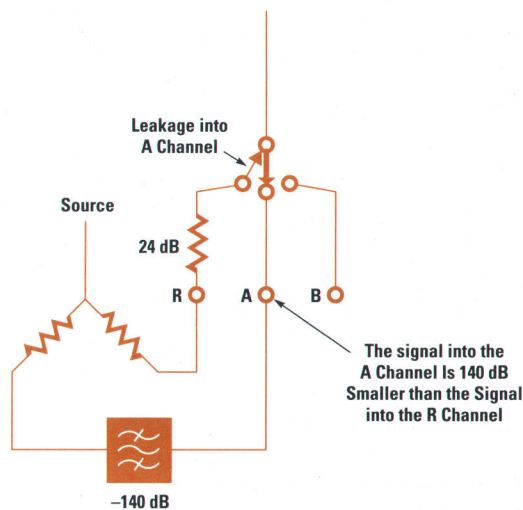 Leakage into
A Channel
Source
24 dB
R
A
B
The signal into the
A Channel Is 140 dB
Smaller than the Signal
into the R Channel
–140 dB